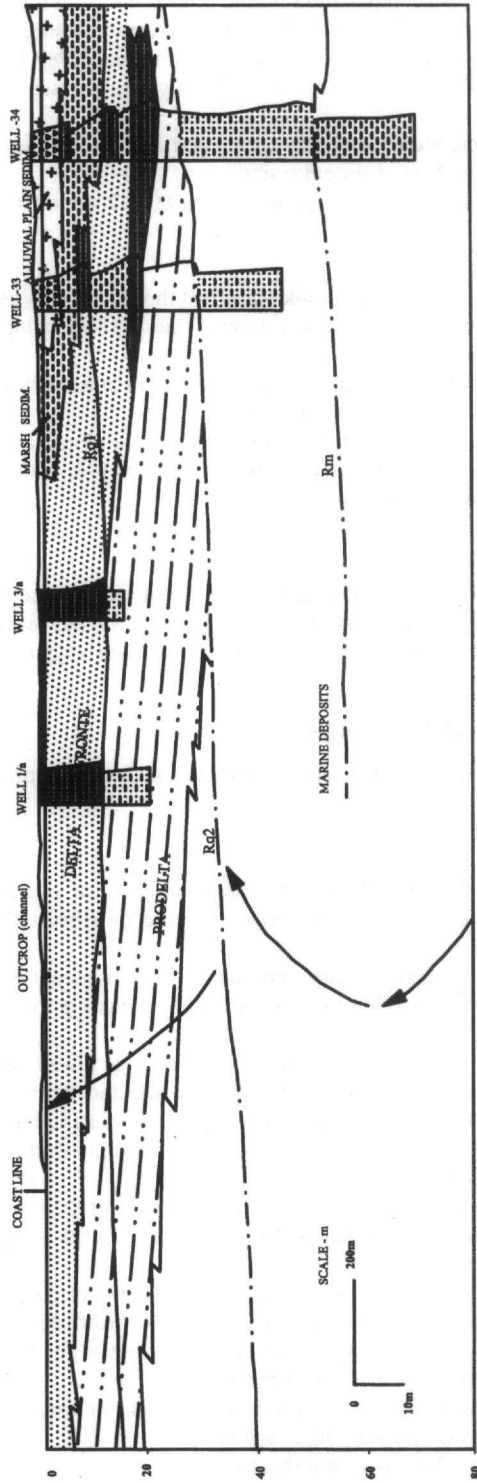 COAST LINE
OUTCROP (channel)
WELL 1/a
WELL 3/a
MARSH SEDIM.
WELL-33
ALLUVIAL PLAIN SEDIM.
WELL -34
DELTA
FRONTE
Rq1
PRODELTA
Rq2
MARINE DEPOSITS
Rm
SCALE - m
0 200m
10m
0
20
40
60
80